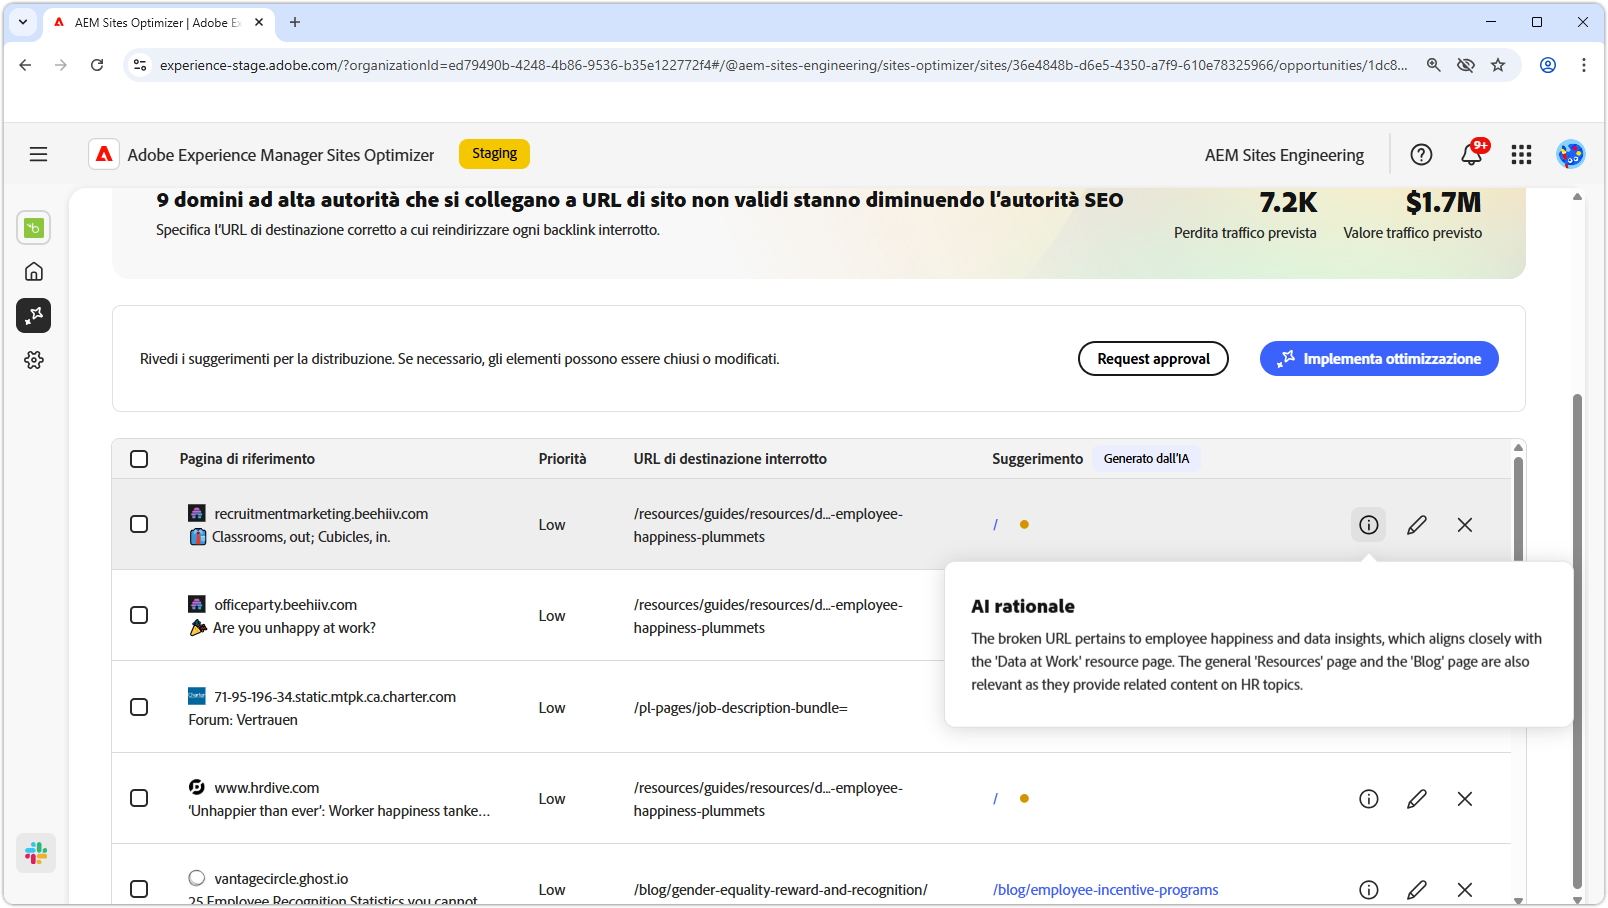 AEM Sites Optimizer | Adobe Ex
experience-stage.adobe.com/?organizationId=ed79490b-4248-4b86-9536-b35e122772f4#/@aem-sites-engineering/sites-optimizer/sites/36e4848b-d6e5-4350-a7f9-610e78325966/opportunities/1dc8...
Adobe Experience Manager Sites Optimizer
Staging
AEM Sites Engineering
9+
9 domini ad alta autorità che si collegano a URL di sito non validi stanno diminuendo l'autorità SEO
7.2K
$1.7M
Specifica l'URL di destinazione corretto a cui reindirizzare ogni backlink interrotto.
Perdita traffico prevista
Valore traffico previsto
Rivedi i suggerimenti per la distribuzione. Se necessario, gli elementi possono essere chiusi o modificati.
Request approval
Implementa ottimizzazione
Pagina di riferimento
Priorità
URL di destinazione interrotto
Suggerimento
Generato dall'IA
recruitmentmarketing.beehiiv.com
Classrooms, out; Cubicles, in.
Low
/resources/guides/resources/d...-employee-
happiness-plummets
/
officeparty.beehiiv.com
Are you unhappy at work?
Low
/resources/guides/resources/d...-employee-
happiness-plummets
AI rationale
The broken URL pertains to employee happiness and data insights, which aligns closely with
the 'Data at Work' resource page. The general 'Resources' page and the 'Blog' page are also
relevant as they provide related content on HR topics.
71-95-196-34.static.mtpk.ca.charter.com
Forum: Vertrauen
Low
/pl-pages/job-description-bundle=
www.hrdive.com
'Unhappier than ever': Worker happiness tanke...
Low
/resources/guides/resources/d...-employee-
happiness-plummets
/
vantagecircle.ghost.io
25 Employee Recognition Statistics you cannot
Low
/blog/gender-equality-reward-and-recognition/
/blog/employee-incentive-programs